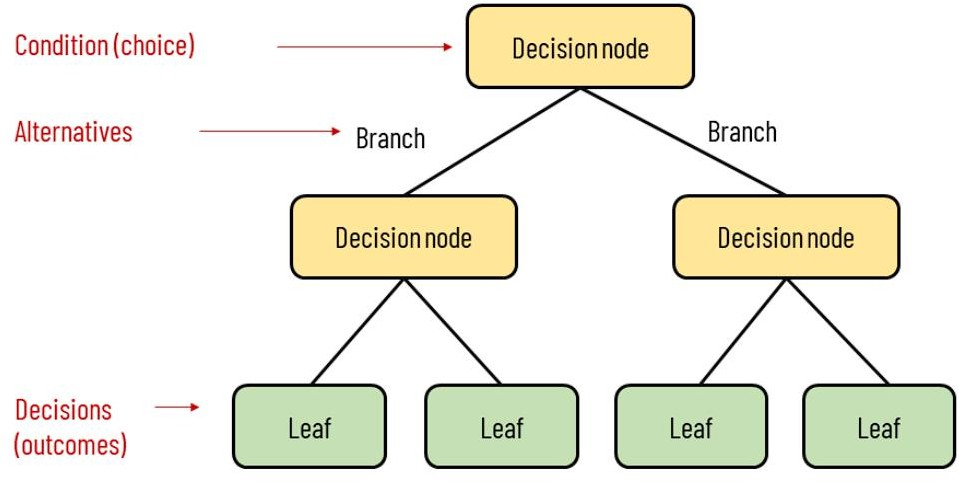 Condition (choice)
Decision node
Alternatives
Branch
Branch
Decision node
Decision node
Decisions
(outcomes)
Leaf
Leaf
Leaf
Leaf